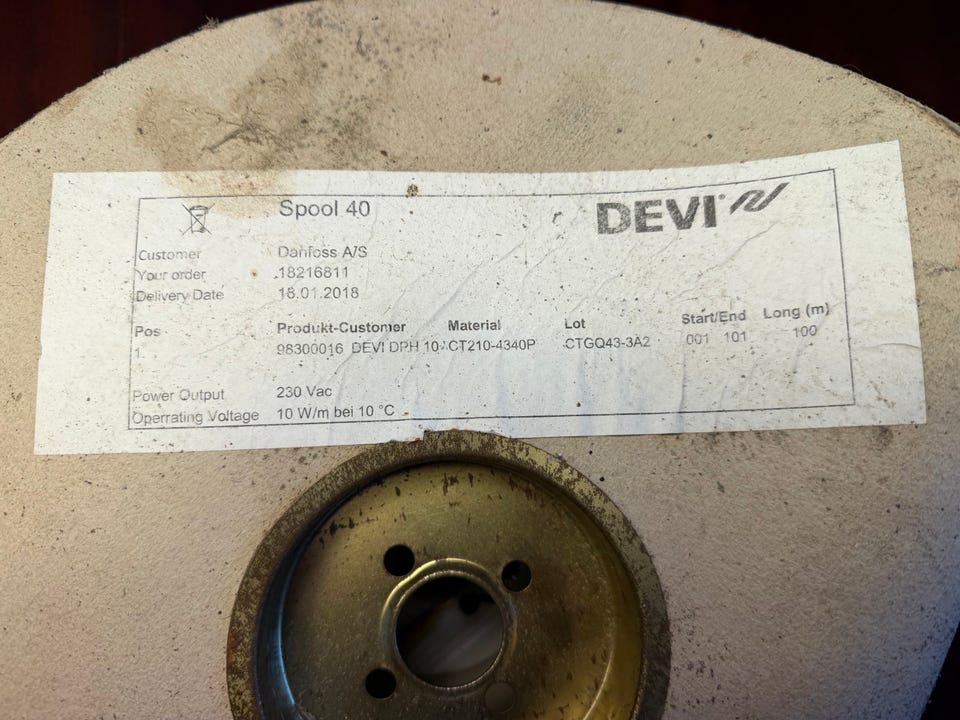 Spool 40
DEVI
Customer Danfoss A/S
Your order 18216811
Delivery Date 18.01.2018
Pos Produkt-Customer Material Lot Start/End Long (m)
1. 98300016 DEVI DPH 10- CT210-4340P CTGQ43-3A2 001 101 100
Power Output 230 Vac
Operrating Voltage 10 W/m bei 10 °C